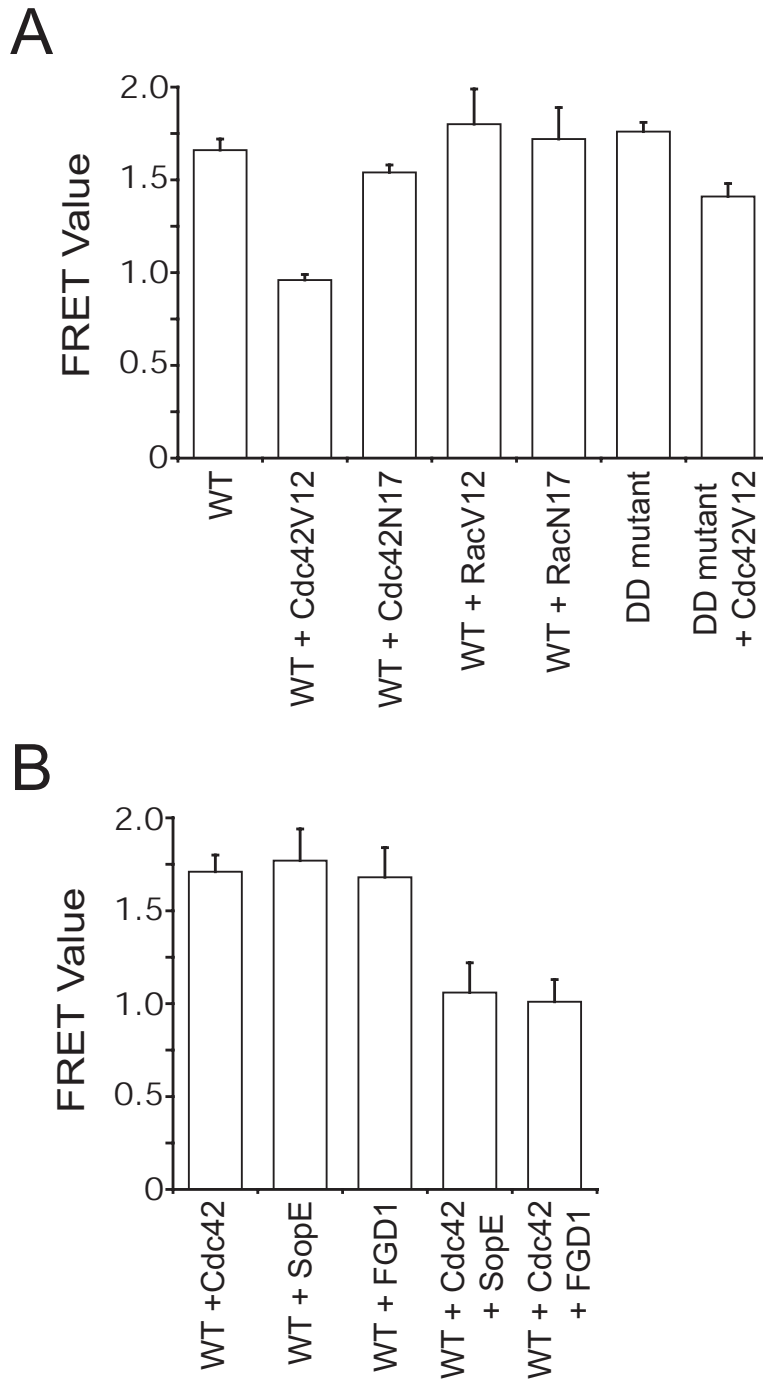 A
FRET Value
2.0
1.5
1.0
0.5
0
WT
WT + Cdc42V12
WT + Cdc42N17
WT + RacV12
WT + RacN17
DD mutant
DD mutant
+ Cdc42V12
B
FRET Value
2.0
1.5
1.0
0.5
0
WT +Cdc42
WT + SopE
WT + FGD1
WT + Cdc42
+ SopE
WT + Cdc42
+ FGD1